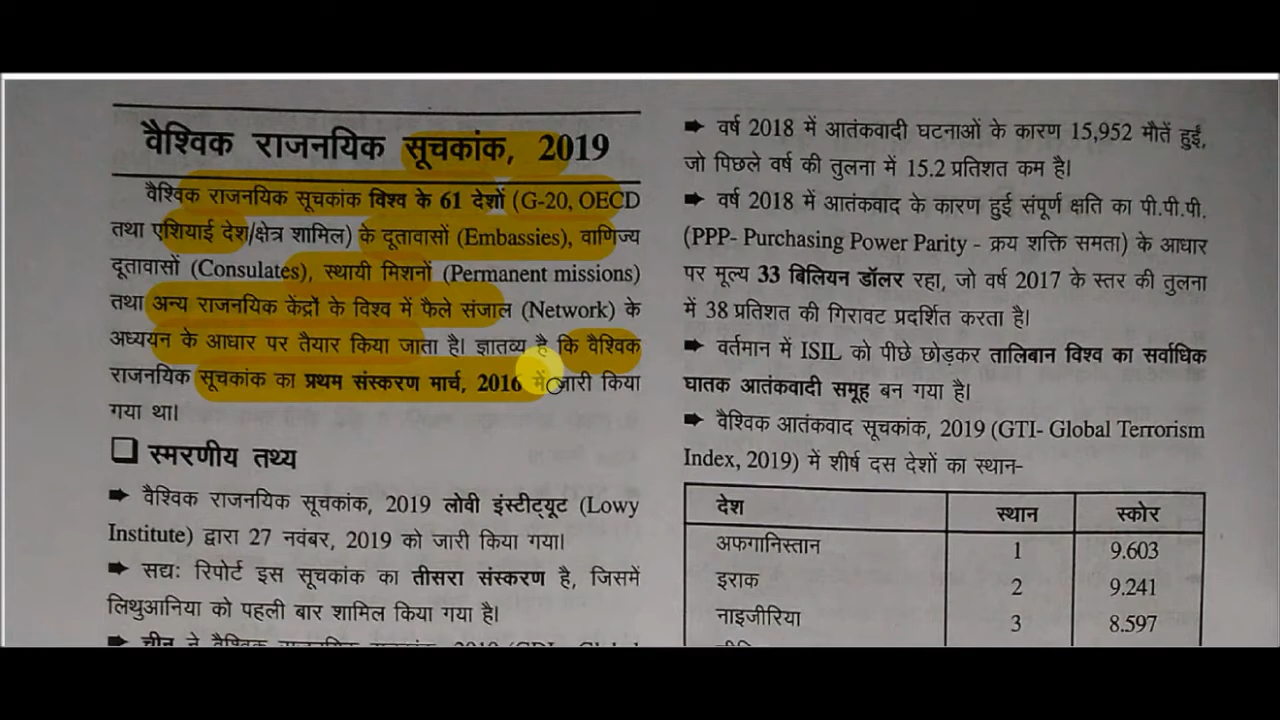 वैश्विक राजनयिक सूचकांक, 2019
वैश्विक राजनयिक सूचकांक विश्व के 61 देशों (G-20, OECD
तथा एशियाई देश/क्षेत्र शामिल) के दूतावासों (Embassies), वाणिज्य
दूतावासों (Consulates), स्थायी मिशनों (Permanent missions)
तथा अन्य राजनयिक केंद्रों के विश्व में फैले संजाल (Network) के
अध्ययन के आधार पर तैयार किया जाता है। ज्ञातव्य है कि वैश्विक
राजनयिक सूचकांक का प्रथम संस्करण मार्च, 2016 में जारी किया
गया था।
❑ स्मरणीय तथ्य
➡ वैश्विक राजनयिक सूचकांक, 2019 लोवी इंस्टीट्यूट (Lowy
Institute) द्वारा 27 नवंबर, 2019 को जारी किया गया।
➡ सद्यः रिपोर्ट इस सूचकांक का तीसरा संस्करण है, जिसमें
लिथुआनिया को पहली बार शामिल किया गया है।
➡ चीन ने वैश्विक राजनयिक सूचकांक, 2019 (GDI- Global
➡ वर्ष 2018 में आतंकवादी घटनाओं के कारण 15,952 मौतें हुईं,
जो पिछले वर्ष की तुलना में 15.2 प्रतिशत कम है।
➡ वर्ष 2018 में आतंकवाद के कारण हुई संपूर्ण क्षति का पी.पी.पी.
(PPP- Purchasing Power Parity - क्रय शक्ति समता) के आधार
पर मूल्य 33 बिलियन डॉलर रहा, जो वर्ष 2017 के स्तर की तुलना
में 38 प्रतिशत की गिरावट प्रदर्शित करता है।
➡ वर्तमान में ISIL को पीछे छोड़कर तालिबान विश्व का सर्वाधिक
घातक आतंकवादी समूह बन गया है।
➡ वैश्विक आतंकवाद सूचकांक, 2019 (GTI- Global Terrorism
Index, 2019) में शीर्ष दस देशों का स्थान-
देश स्थान स्कोर
अफगानिस्तान 1 9.603
इराक 2 9.241
नाइजीरिया 3 8.597